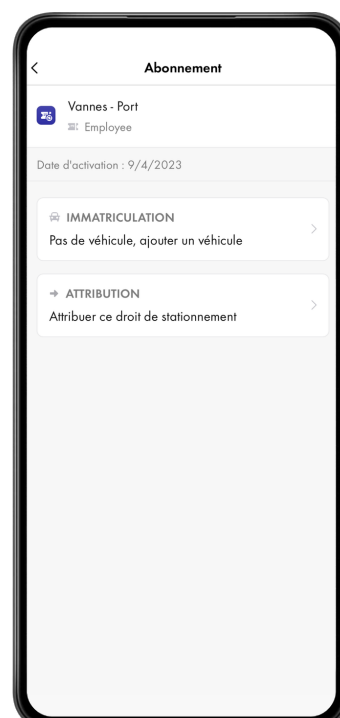 Abonnement
Vannes - Port
Employee
Date d'activation : 9/4/2023
IMMATRICULATION
Pas de véhicule, ajouter un véhicule
ATTRIBUTION
Attribuer ce droit de stationnement